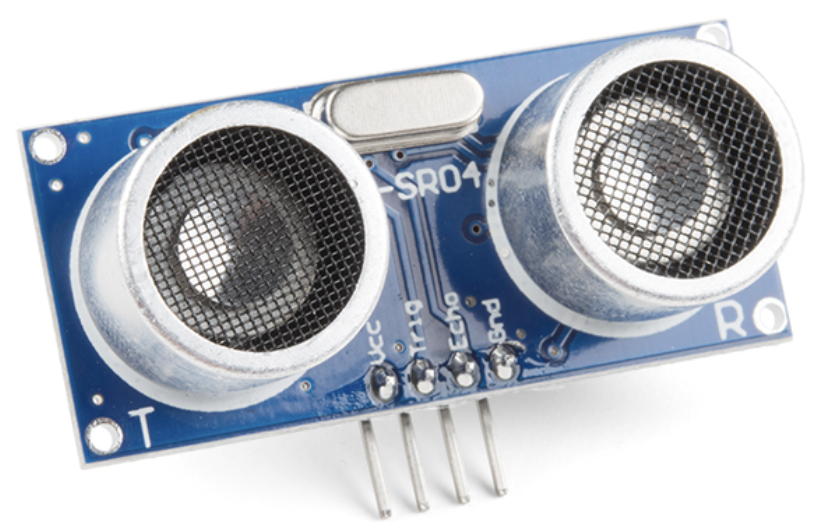 -SR04
Vcc
Trig
Echo
Gnd
R
T